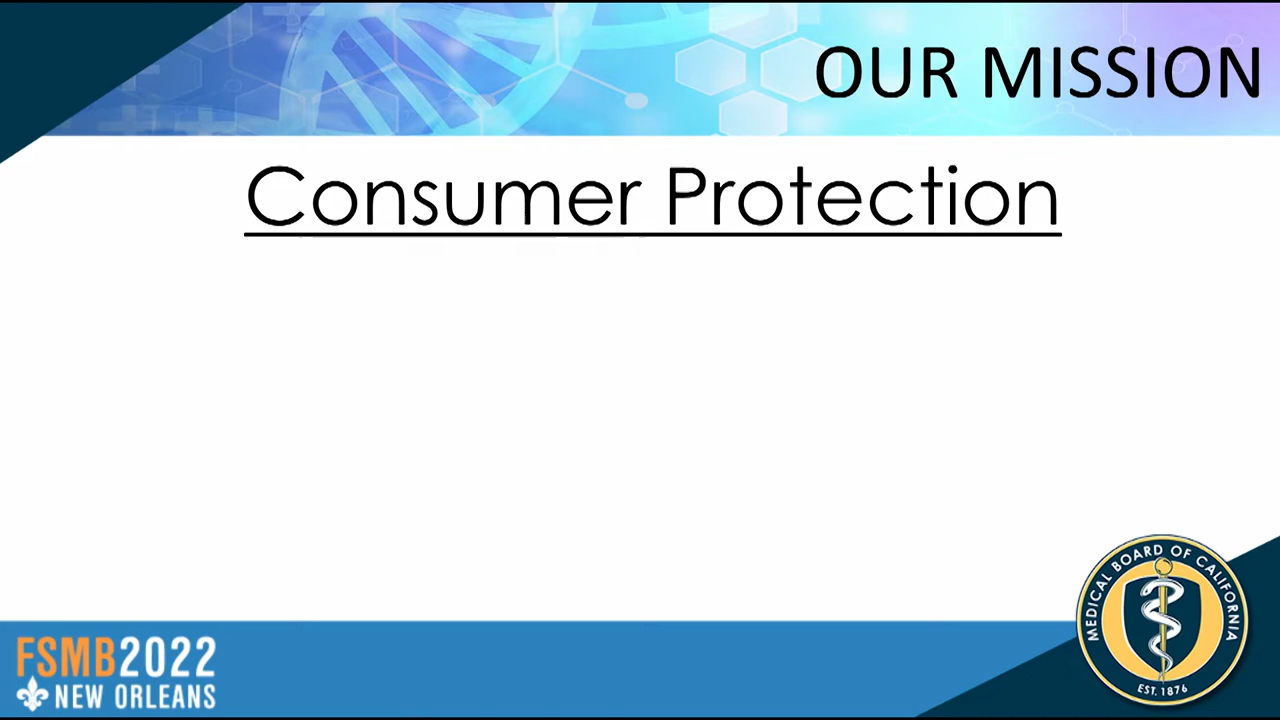 OUR MISSION
Consumer Protection
FSMB2022
NEW ORLEANS
MEDICAL BOARD OF CALIFORNIA
EST. 1876